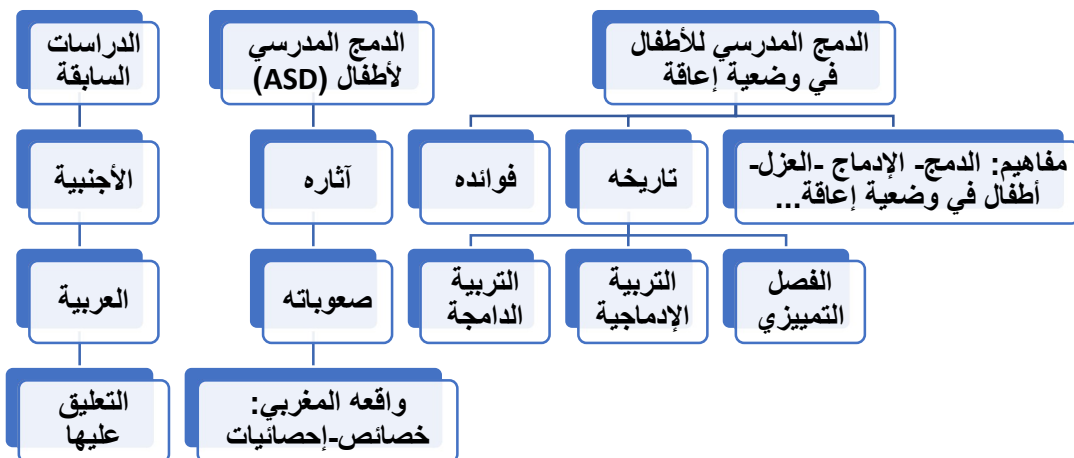 الدمج المدرسي للأطفال
في وضعية إعاقة
مفاهيم: الدمج- الإدماج -العزل-
أطفال في وضعية إعاقة...
تاريخه
فوائده
الفصل
التمييزي
التربية
الإدماجية
التربية
الدامجة
الدمج المدرسي
لأطفال (ASD)
آثاره
صعوباته
واقعه المغربي:
خصائص-إحصائيات
الدراسات
السابقة
الأجنبية
العربية
التعليق
عليها